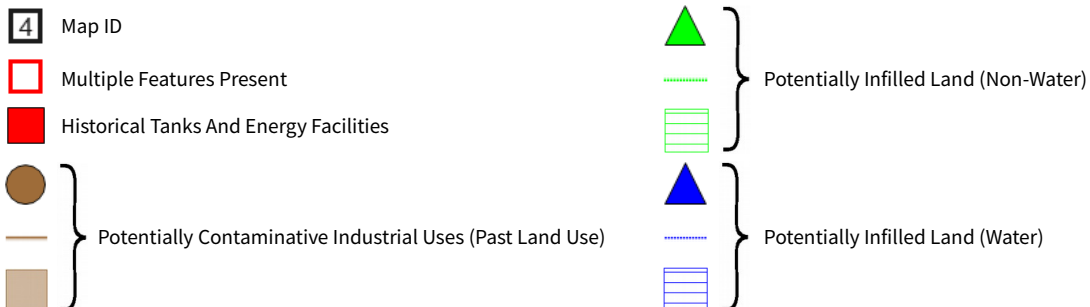 4 Map ID
Multiple Features Present
Historical Tanks And Energy Facilities
Potentially Contaminative Industrial Uses (Past Land Use)
Potentially Infilled Land (Non-Water)
Potentially Infilled Land (Water)